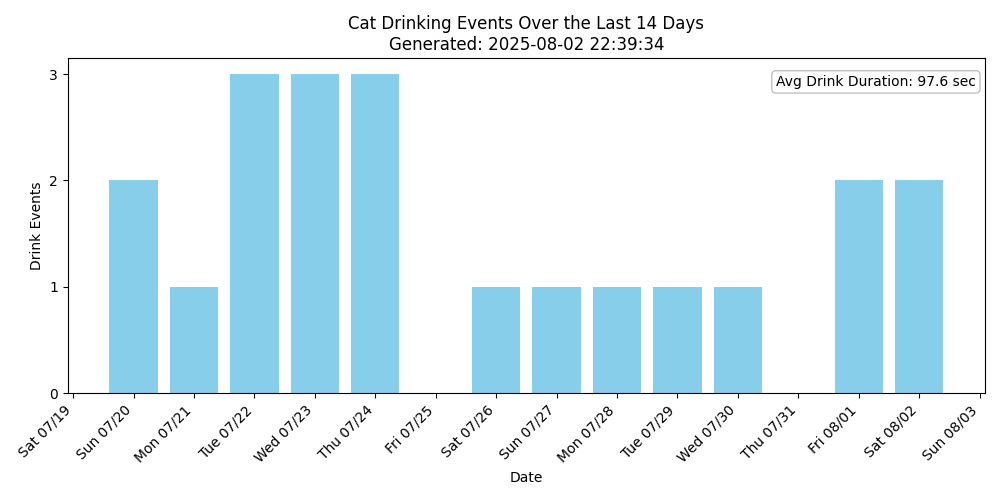 Cat Drinking Events Over the Last 14 Days
Generated: 2025-08-02 22:39:34
Avg Drink Duration: 97.6 sec
Drink Events
3
2
1
0
Sat 07/19
Sun 07/20
Mon 07/21
Tue 07/22
Wed 07/23
Thu 07/24
Fri 07/25
Sat 07/26
Sun 07/27
Mon 07/28
Tue 07/29
Wed 07/30
Thu 07/31
Fri 08/01
Sat 08/02
Sun 08/03
Date